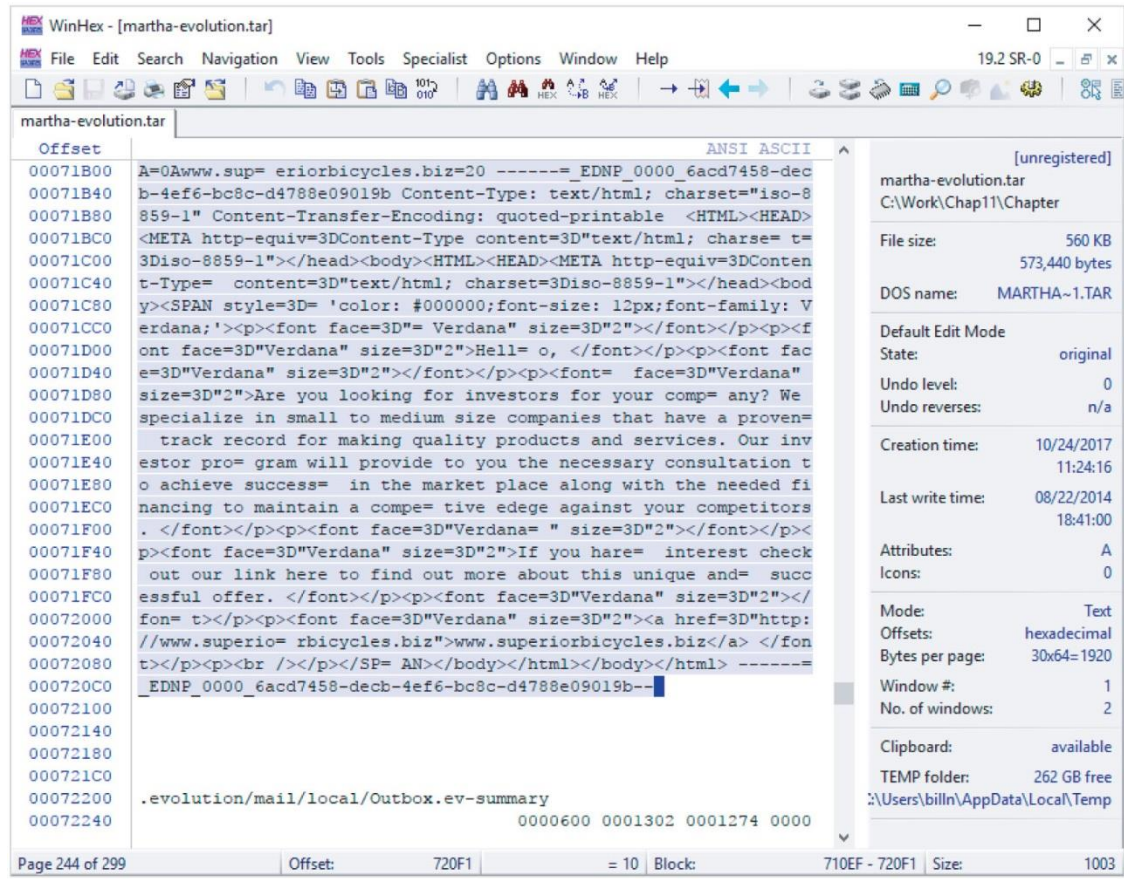 WinHex - [martha-evolution.tar]
File Edit Search Navigation View Tools Specialist Options Window Help 19.2 SR-0
martha-evolution.tar
Offset ANSI ASCII
00071B00 A=0Awww.sup= eriorbicycles.biz=20 ------=_EDNP_0000_6acd7458-dec
00071B40 b-4ef6-bc8c-d4788e09019b Content-Type: text/html; charset="iso-8
00071B80 859-1" Content-Transfer-Encoding: quoted-printable <HTML><HEAD>
00071BC0 <META http-equiv=3DContent-Type content=3D"text/html; charse= t=
00071C00 3Diso-8859-1"></head><body><HTML><HEAD><META http-equiv=3DConten
00071C40 t-Type= content=3D"text/html; charset=3Diso-8859-1"></head><bod
00071C80 y><SPAN style=3D= 'color: #000000;font-size: 12px;font-family: V
00071CC0 erdana;'><p><font face=3D"= Verdana" size=3D"2"></font></p><p><f
00071D00 ont face=3D"Verdana" size=3D"2">Hell= o, </font></p><p><font fac
00071D40 e=3D"Verdana" size=3D"2"></font></p><p><font= face=3D"Verdana"
00071D80 size=3D"2">Are you looking for investors for your comp= any? We
00071DC0 specialize in small to medium size companies that have a proven=
00071E00 track record for making quality products and services. Our inv
00071E40 estor pro= gram will provide to you the necessary consultation t
00071E80 o achieve success= in the market place along with the needed fi
00071EC0 nancing to maintain a compe= tive edege against your competitors
00071F00 . </font></p><p><font face=3D"Verdana= " size=3D"2"></font></p><
00071F40 p><font face=3D"Verdana" size=3D"2">If you hare= interest check
00071F80 out our link here to find out more about this unique and= succ
00071FC0 essful offer. </font></p><p><font face=3D"Verdana" size=3D"2"></
00072000 fon= t></p><p><font face=3D"Verdana" size=3D"2"><a href=3D"http:
00072040 //www.superio= rbicycles.biz">www.superiorbicycles.biz</a> </fon
00072080 t></p><p><br /></p></SP= AN></body></html></body></html> ------=
000720C0 _EDNP_0000_6acd7458-decb-4ef6-bc8c-d4788e09019b--
00072100
00072140
00072180
000721C0
00072200 .evolution/mail/local/Outbox.ev-summary
00072240 0000600 0001302 0001274 0000
[unregistered]
martha-evolution.tar
C:\Work\Chap11\Chapter
File size: 560 KB
573,440 bytes
DOS name: MARTHA~1.TAR
Default Edit Mode
State: original
Undo level: 0
Undo reverses: n/a
Creation time: 10/24/2017
11:24:16
Last write time: 08/22/2014
18:41:00
Attributes: A
Icons: 0
Mode: Text
Offsets: hexadecimal
Bytes per page: 30x64=1920
Window #: 1
No. of windows: 2
Clipboard: available
TEMP folder: 262 GB free
:\Users\billn\AppData\Local\Temp
Page 244 of 299 Offset: 720F1 = 10 Block: 710EF - 720F1 Size: 1003